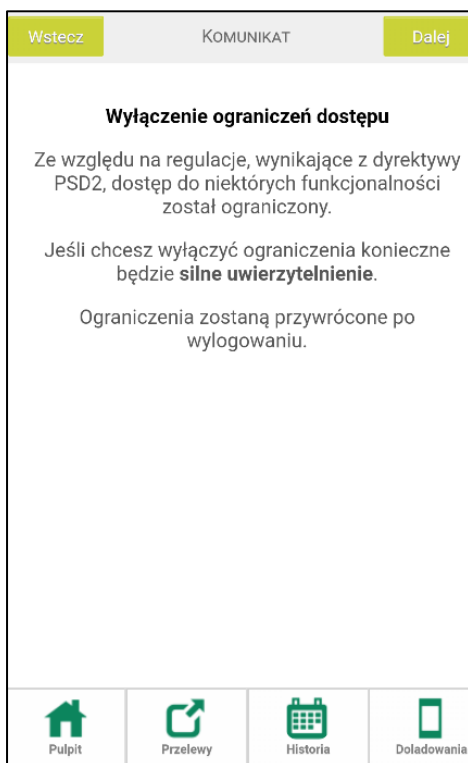 Wstecz KOMUNIKAT Dalej
Wyłączenie ograniczeń dostępu
Ze względu na regulacje, wynikające z dyrektywy
PSD2, dostęp do niektórych funkcjonalności
został ograniczony.
Jeśli chcesz wyłączyć ograniczenia konieczne
będzie silne uwierzytelnienie.
Ograniczenia zostaną przywrócone po
wylogowaniu.
Pulpit Przelewy Historia Doladowania